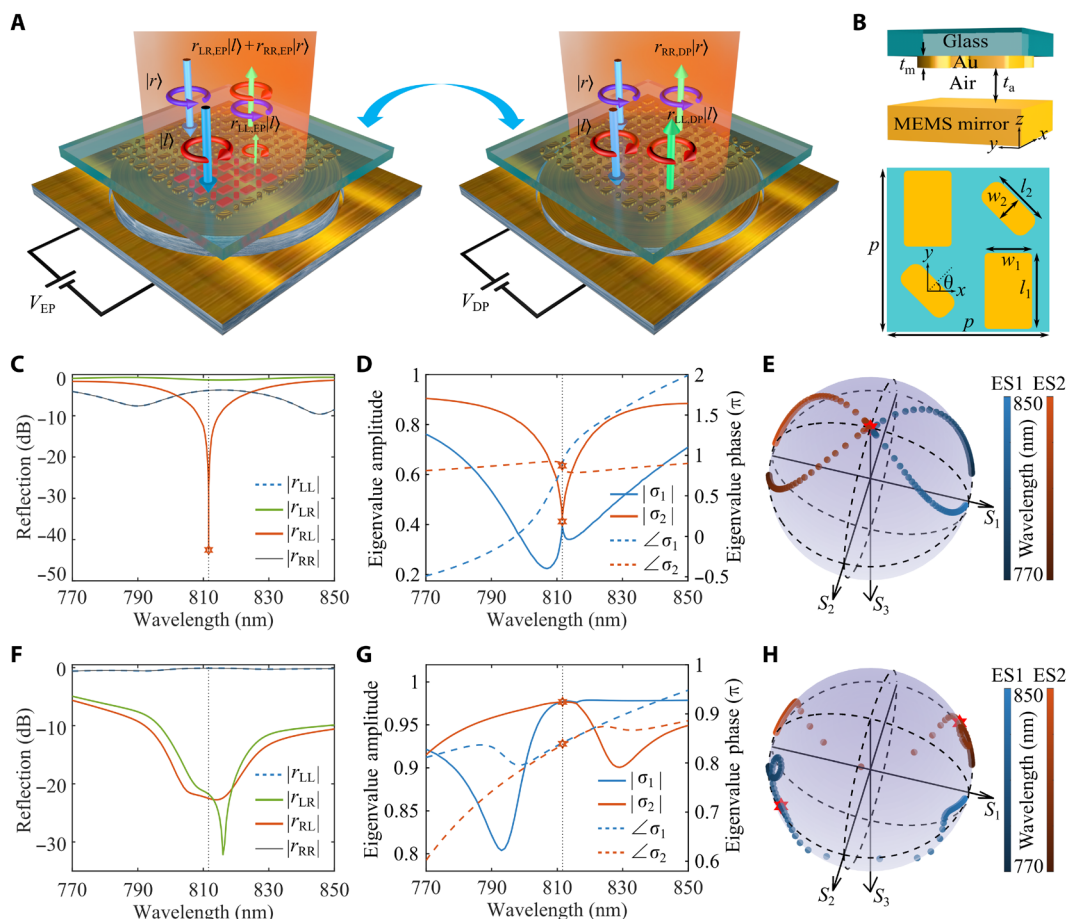 A
r_LR,EP|l⟩ + r_RR,EP|r⟩
|r⟩
|l⟩
r_LL,EP|l⟩
V_EP
r_RR,DP|r⟩
|r⟩
|l⟩
r_LL,DP|l⟩
V_DP
B
Glass
t_m
Au
Air
t_a
MEMS mirror
z
x
y
l_2
w_2
p
w_1
y
θ
x
l_1
p
C
0
−10
−20
−30
−40
−50
Reflection (dB)
|r_LL|
|r_LR|
|r_RL|
|r_RR|
770 790 810 830 850
Wavelength (nm)
D
1
0.8
0.6
0.4
0.2
Eigenvalue amplitude
2
1.5
1
0.5
0
−0.5
Eigenvalue phase (π)
|σ_1|
|σ_2|
∠σ_1
∠σ_2
770 790 810 830 850
Wavelength (nm)
E
ES1 ES2
850
Wavelength (nm)
770
S_1
S_2
S_3
F
0
−10
−20
−30
Reflection (dB)
|r_LL|
|r_LR|
|r_RL|
|r_RR|
770 790 810 830 850
Wavelength (nm)
G
1
0.95
0.9
0.85
0.8
Eigenvalue amplitude
1
0.9
0.8
0.7
0.6
Eigenvalue phase (π)
|σ_1|
|σ_2|
∠σ_1
∠σ_2
770 790 810 830 850
Wavelength (nm)
H
ES1 ES2
850
Wavelength (nm)
770
S_1
S_2
S_3